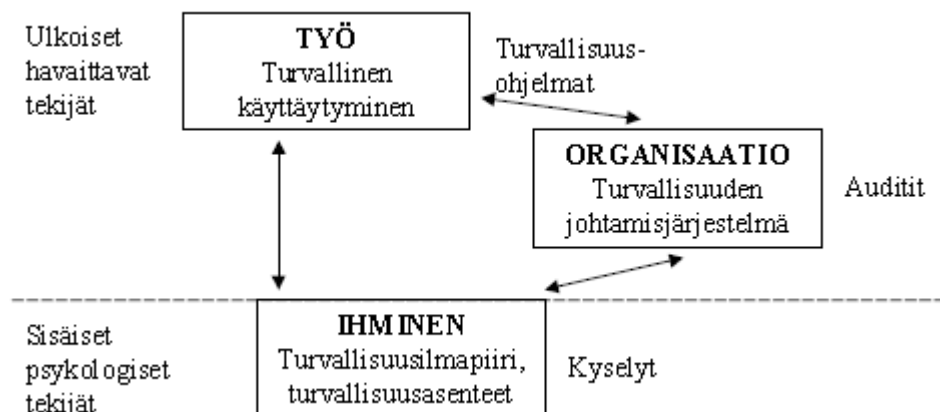 Ulkoiset
havaittavat
tekijät
TYÖ
Turvallinen
käyttäytyminen
Turvallisuus-
ohjelmat
ORGANISAATIO
Turvallisuuden
johtamisjärjestelmä
Auditit
Sisäiset
psykologiset
tekijät
IHMINEN
Turvallisuusilmapiiri,
turvallisuusasenteet
Kyselyt